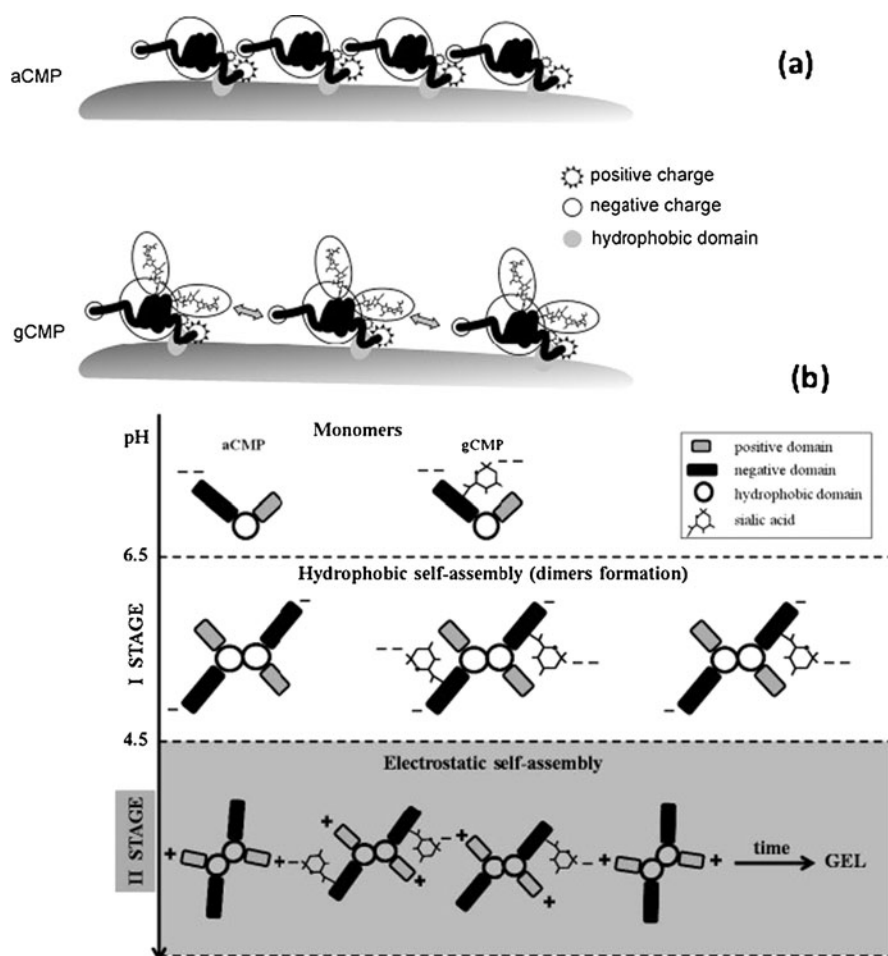 aCMP
(a)
positive charge
negative charge
hydrophobic domain
gCMP
(b)
pH
Monomers
aCMP
gCMP
positive domain
negative domain
hydrophobic domain
sialic acid
6.5
Hydrophobic self-assembly (dimers formation)
I STAGE
4.5
Electrostatic self-assembly
II STAGE
time
GEL